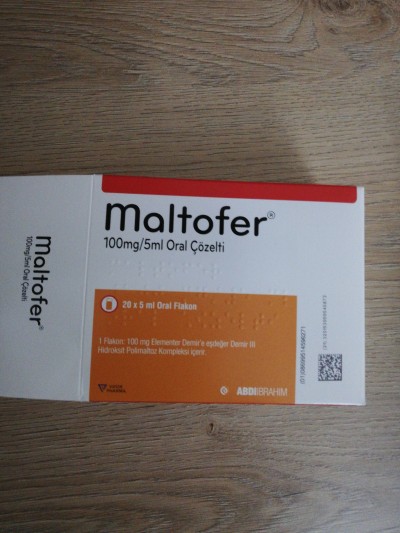 maltofer®
100mg/5ml Oral Çözelti
20 x 5 ml Oral Flakon
1 Flakon: 100 mg Elementer Demir'e eşdeğer Demir III
Hidroksit Polimaltoz Kompleksi içerir.
ABDİİBRAHİM
maltofer®
100mg/5ml Oral Çözelti